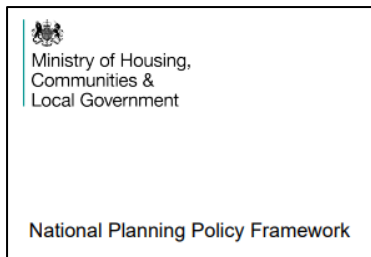 Ministry of Housing,
Communities &
Local Government
National Planning Policy Framework